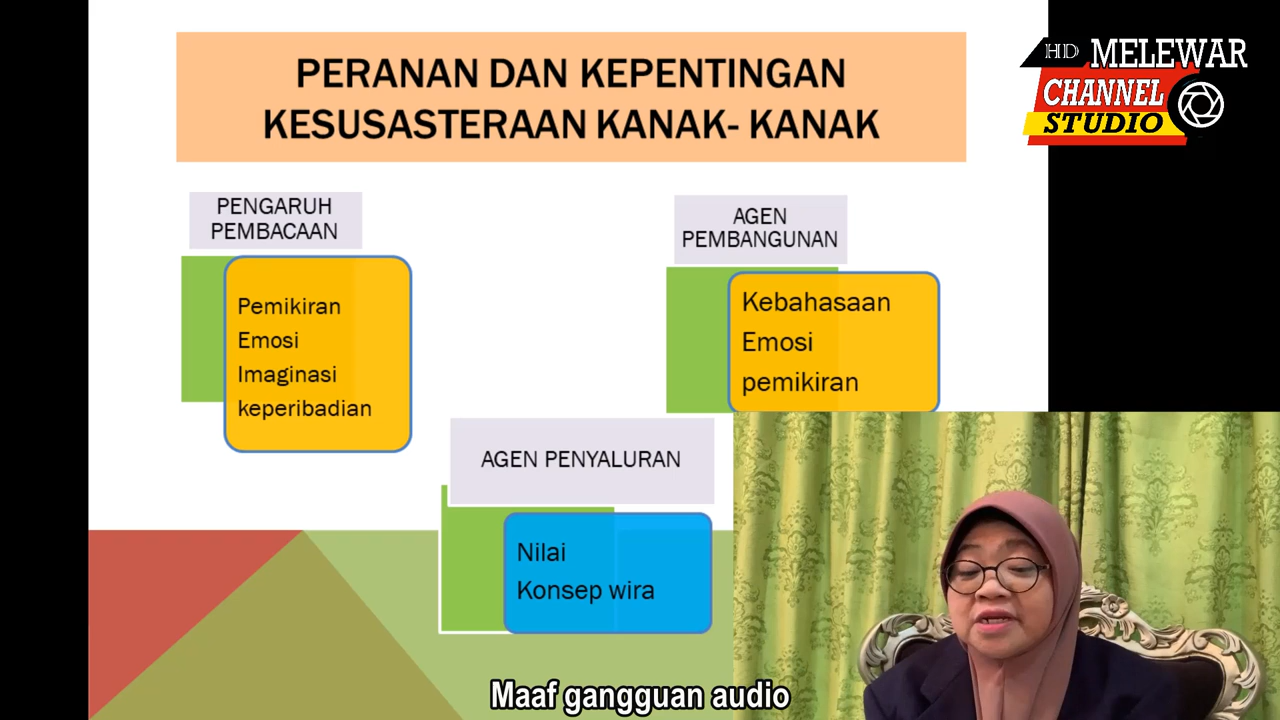 PERANAN DAN KEPENTINGAN
KESUSASTERAAN KANAK- KANAK
HD MELEWAR
CHANNEL
STUDIO
PENGARUH
PEMBACAAN
Pemikiran
Emosi
Imaginasi
keperibadian
AGEN
PEMBANGUNAN
Kebahasaan
Emosi
pemikiran
AGEN PENYALURAN
Nilai
Konsep wira
Maaf gangguan audio